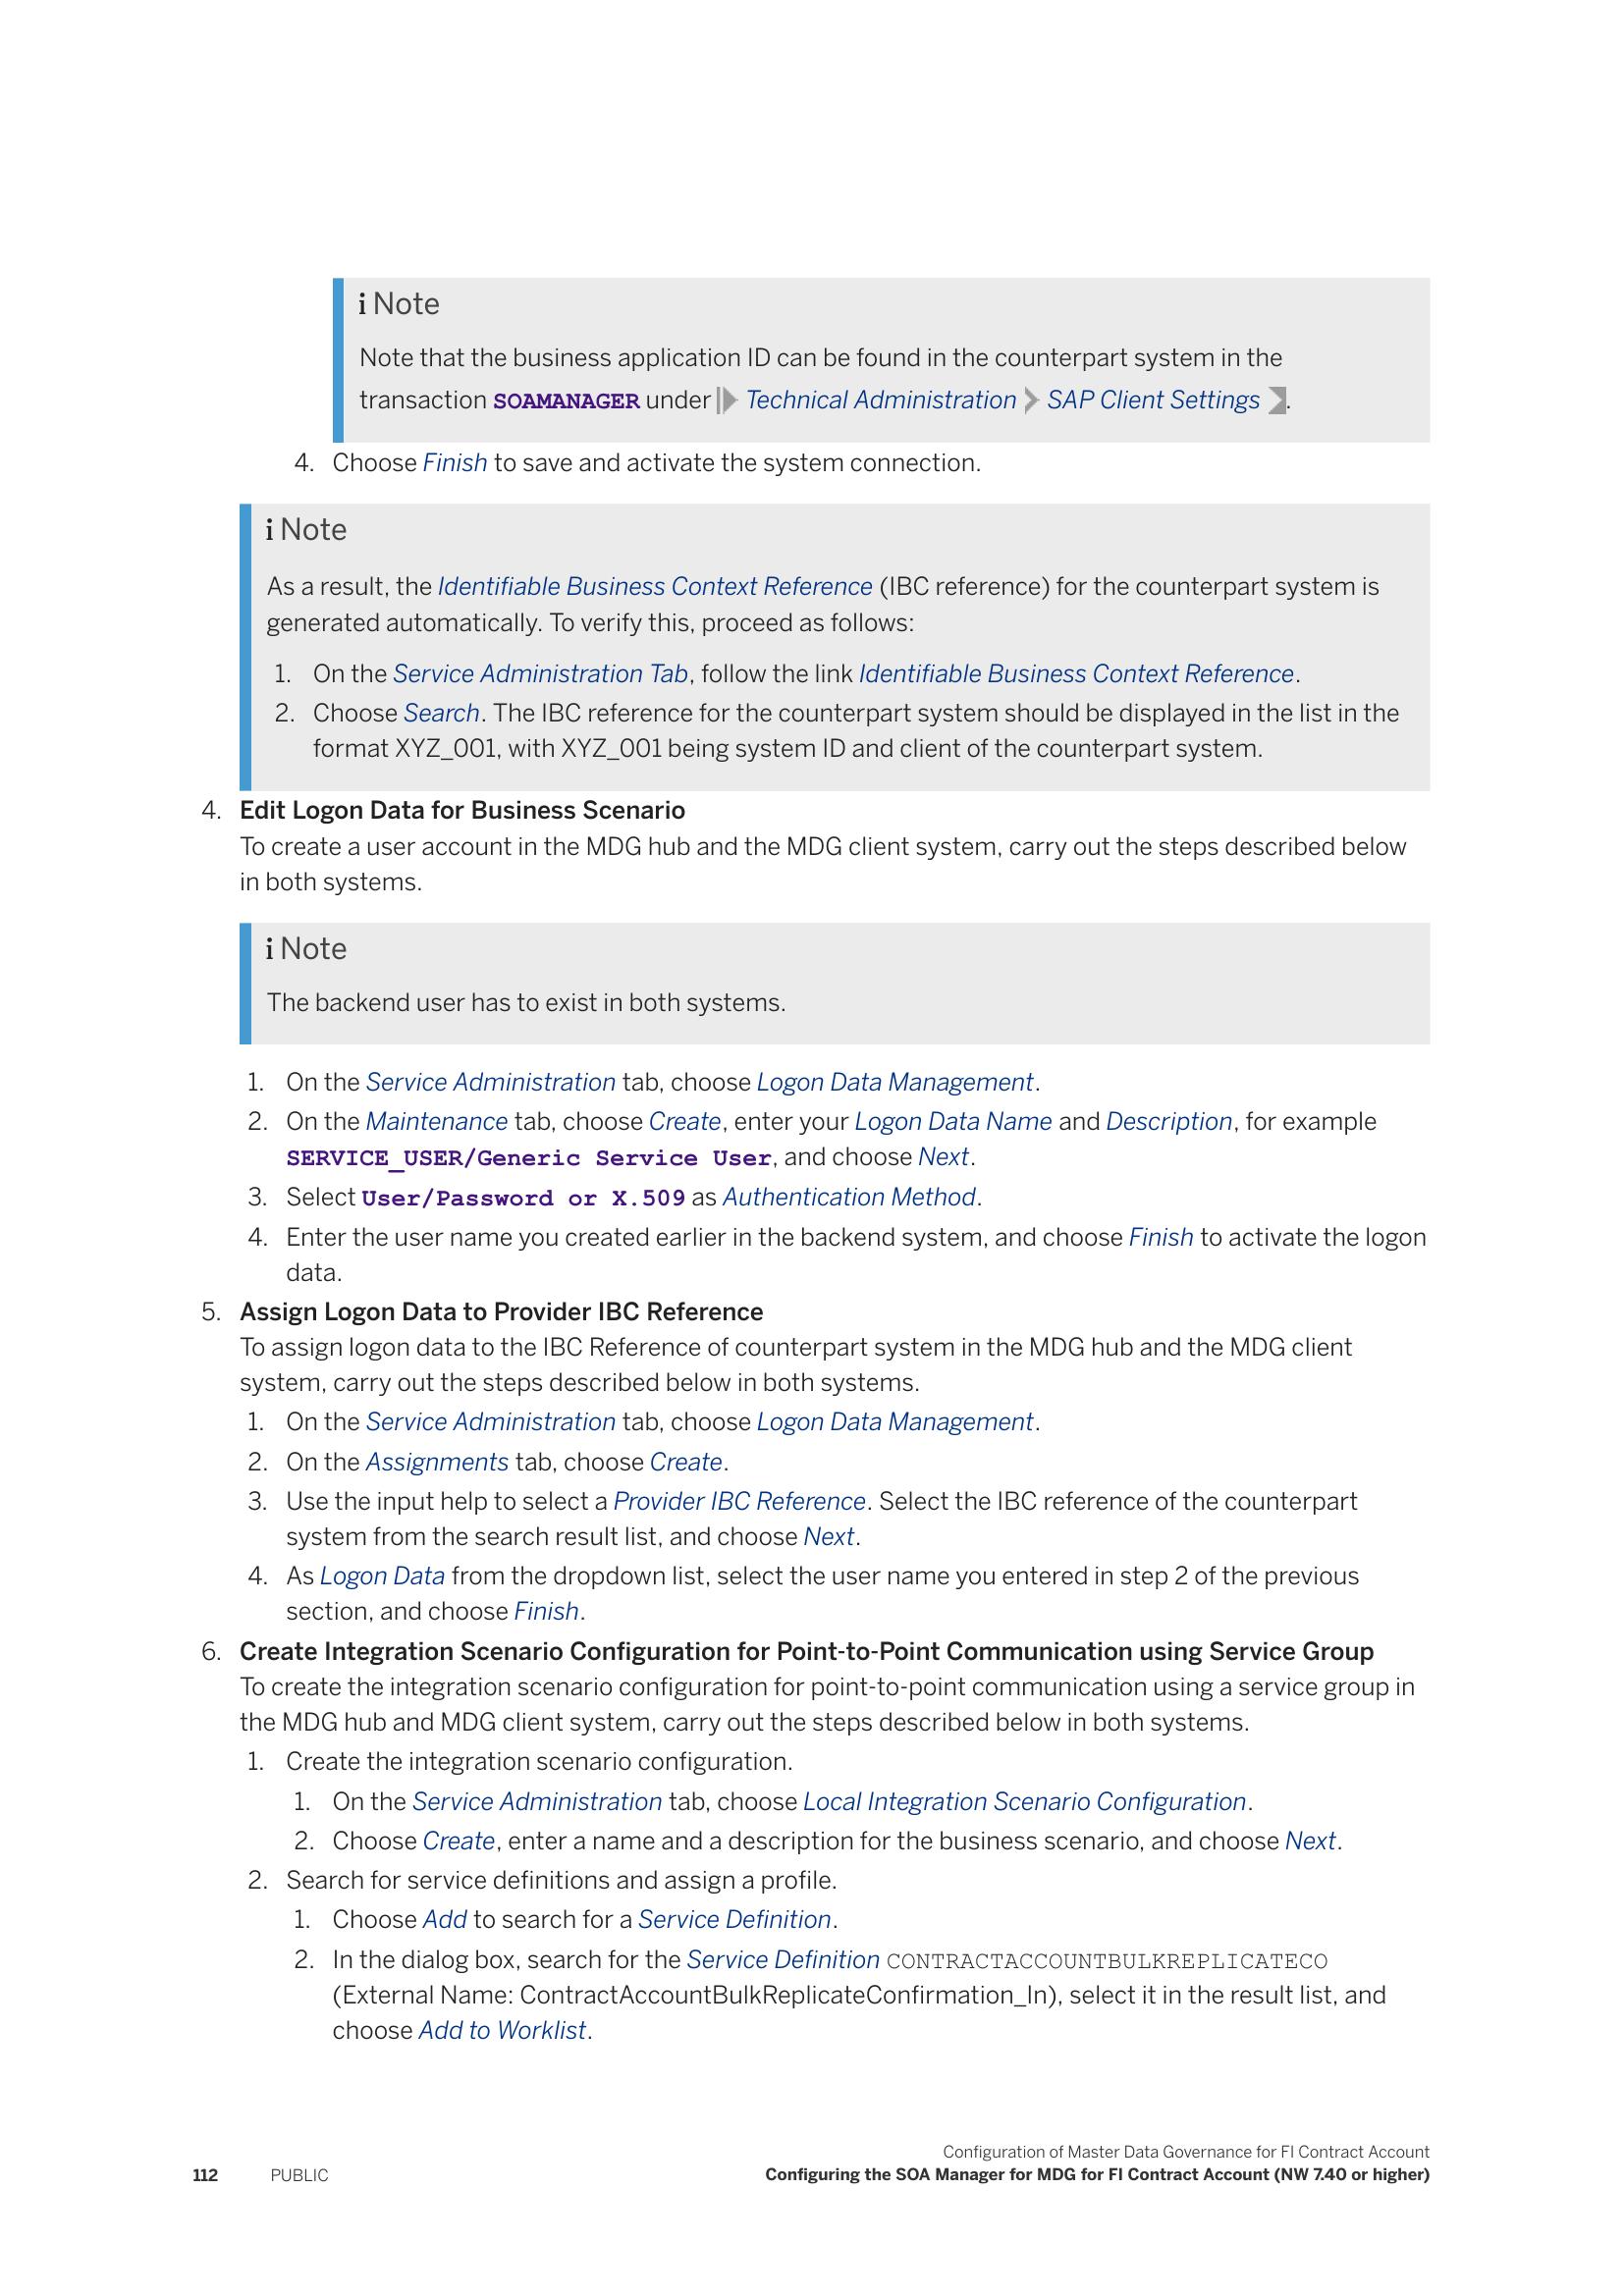 i Note
Note that the business application ID can be found in the counterpart system in the
transaction SOAMANAGER under Technical Administration SAP Client Settings .
4. Choose Finish to save and activate the system connection.
i Note
As a result, the Identifiable Business Context Reference (IBC reference) for the counterpart system is
generated automatically. To verify this, proceed as follows:
1. On the Service Administration Tab, follow the link Identifiable Business Context Reference.
2. Choose Search. The IBC reference for the counterpart system should be displayed in the list in the
format XYZ_001, with XYZ_001 being system ID and client of the counterpart system.
4. Edit Logon Data for Business Scenario
To create a user account in the MDG hub and the MDG client system, carry out the steps described below
in both systems.
i Note
The backend user has to exist in both systems.
1. On the Service Administration tab, choose Logon Data Management.
2. On the Maintenance tab, choose Create, enter your Logon Data Name and Description, for example
SERVICE_USER/Generic Service User, and choose Next.
3. Select User/Password or X.509 as Authentication Method.
4. Enter the user name you created earlier in the backend system, and choose Finish to activate the logon
data.
5. Assign Logon Data to Provider IBC Reference
To assign logon data to the IBC Reference of counterpart system in the MDG hub and the MDG client
system, carry out the steps described below in both systems.
1. On the Service Administration tab, choose Logon Data Management.
2. On the Assignments tab, choose Create.
3. Use the input help to select a Provider IBC Reference. Select the IBC reference of the counterpart
system from the search result list, and choose Next.
4. As Logon Data from the dropdown list, select the user name you entered in step 2 of the previous
section, and choose Finish.
6. Create Integration Scenario Configuration for Point-to-Point Communication using Service Group
To create the integration scenario configuration for point-to-point communication using a service group in
the MDG hub and MDG client system, carry out the steps described below in both systems.
1. Create the integration scenario configuration.
1. On the Service Administration tab, choose Local Integration Scenario Configuration.
2. Choose Create, enter a name and a description for the business scenario, and choose Next.
2. Search for service definitions and assign a profile.
1. Choose Add to search for a Service Definition.
2. In the dialog box, search for the Service Definition CONTRACTACCOUNTBULKREPLICATECO
(External Name: ContractAccountBulkReplicateConfirmation_In), select it in the result list, and
choose Add to Worklist.
Configuration of Master Data Governance for FI Contract Account
112 PUBLIC Configuring the SOA Manager for MDG for FI Contract Account (NW 7.40 or higher)